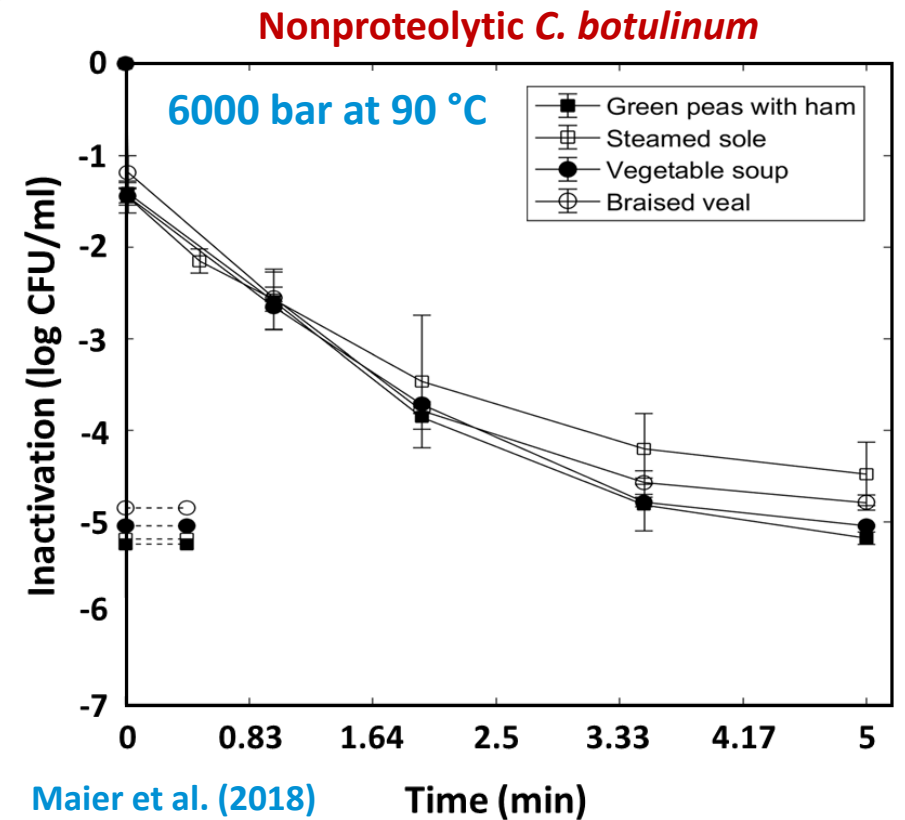 Nonproteolytic C. botulinum
6000 bar at 90 °C
Green peas with ham
Steamed sole
Vegetable soup
Braised veal
Inactivation (log CFU/ml)
0
-1
-2
-3
-4
-5
-6
-7
0 0.83 1.64 2.5 3.33 4.17 5
Maier et al. (2018) Time (min)